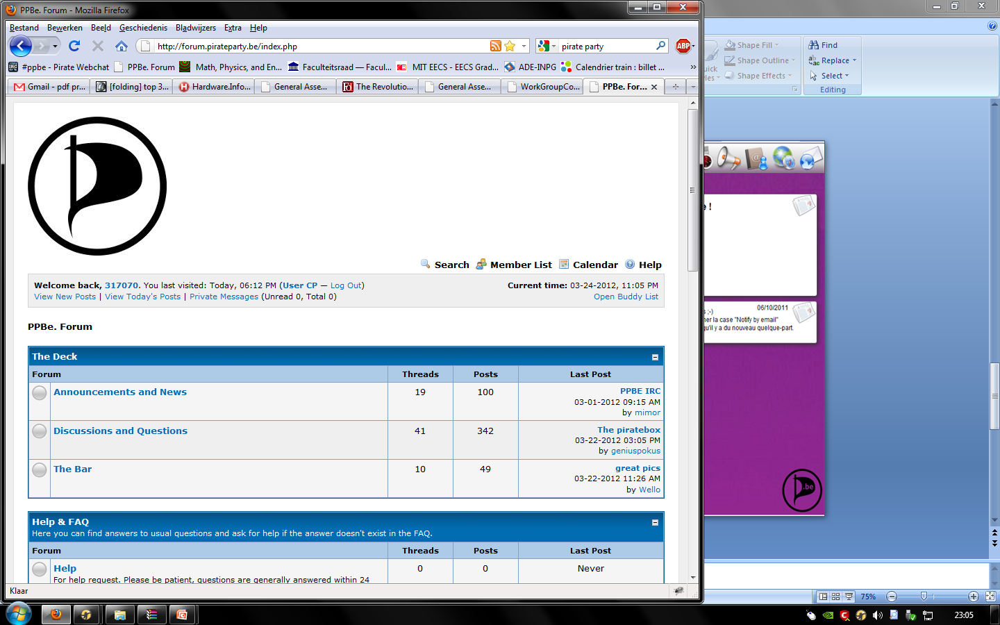 PPBe. Forum - Mozilla Firefox
Bestand Bewerken Beeld Geschiedenis Bladwijzers Extra Help
http://forum.pirateparty.be/index.php
pirate party
ABP
#ppbe - Pirate Webchat PPBe. Forum Math, Physics, and En... Faculteitsraad — Facul... MIT EECS - EECS Grad... ADE-INPG Calendrier train : billet ... »
Gmail - pdf pr... [folding] top 3... Hardware.Info... General Asse... The Revolutio... General Asse... WorkGroupCo... PPBe. For...
Search Member List Calendar Help
Welcome back, 317070. You last visited: Today, 06:12 PM (User CP — Log Out)
Current time: 03-24-2012, 11:05 PM
View New Posts | View Today's Posts | Private Messages (Unread 0, Total 0)
Open Buddy List
PPBe. Forum
The Deck
Forum Threads Posts Last Post
Announcements and News 19 100 PPBE IRC
03-01-2012 09:15 AM
by mimor
Discussions and Questions 41 342 The piratebox
03-22-2012 03:05 PM
by geniuspokus
The Bar 10 49 great pics
03-22-2012 11:26 AM
by Wello
Help & FAQ
Here you can find answers to usual questions and ask for help if the answer doesn't exist in the FAQ.
Forum Threads Posts Last Post
Help 0 0 Never
For help request. Please be patient, questions are generally answered within 24
Klaar
Shape Fill
Shape Outline
Shape Effects
Find
Replace
Select
Editing
e !
06/10/2011
s ;-)
ner la case "Notify by email"
qu'il y a du nouveau quelque-part.
.be
75%
23:05